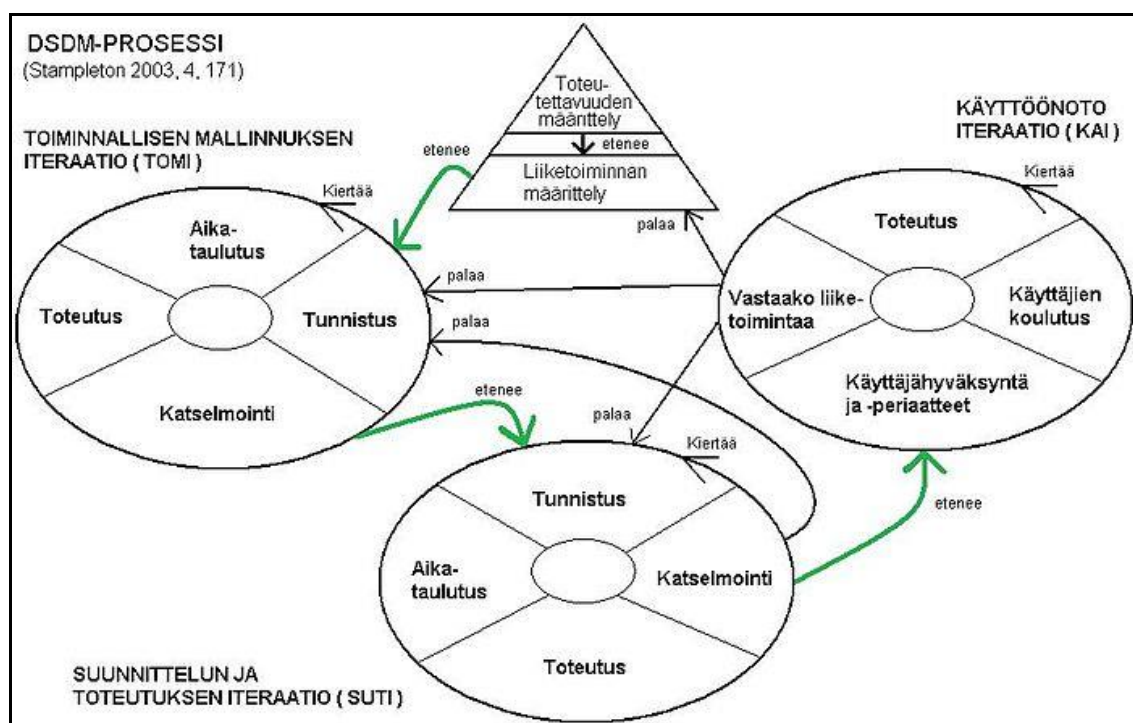 DSDM-PROSESSI
(Stampleton 2003, 4, 171)
Toteu-
tettavuuden
määrittely
etenee
Liiketoiminnan
määrittely
KÄYTTÖÖNOTO
ITERAATIO ( KAI )
TOIMINNALLISEN MALLINNUKSEN
ITERAATIO ( TOMI )
etenee
Kiertää
Aika-
taulutus
Toteutus
Tunnistus
Katselmointi
palaa
palaa
palaa
Kiertää
Toteutus
Vastaako liike-
toimintaa
Käyttäjien
koulutus
Käyttäjähyväksyntä
ja -periaatteet
etenee
palaa
Kiertää
etenee
Tunnistus
Aika-
taulutus
Katselmointi
Toteutus
SUUNNITTELUN JA
TOTEUTUKSEN ITERAATIO ( SUTI )